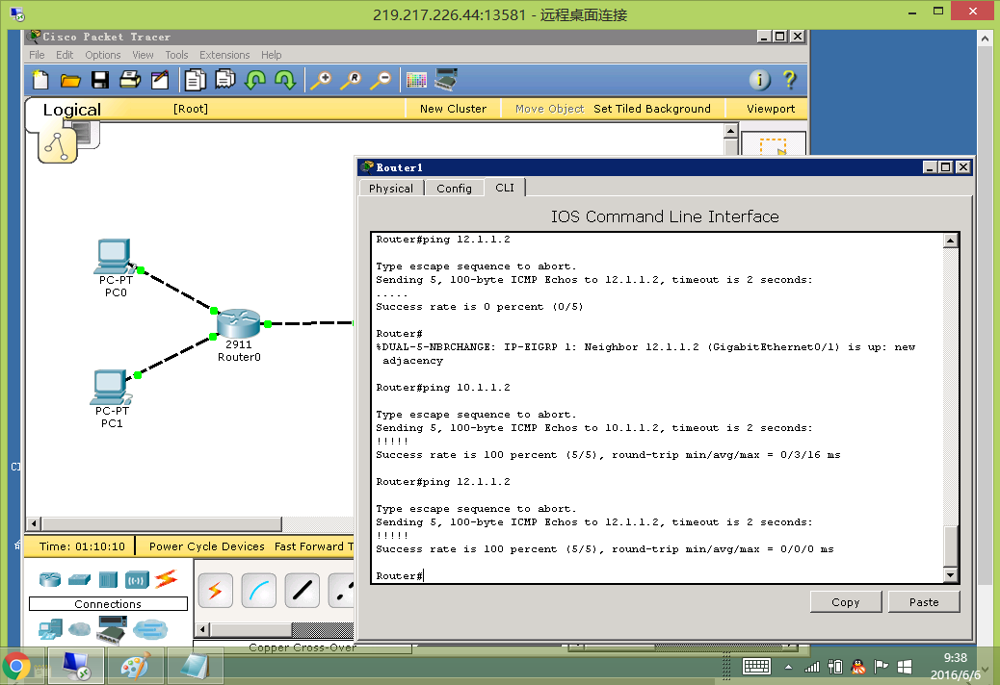 219.217.226.44:13581 - 远程桌面连接
Cisco Packet Tracer
File Edit Options View Tools Extensions Help
Logical [Root] New Cluster Move Object Set Tiled Background Viewport
Router1
Physical Config CLI
IOS Command Line Interface
Router#ping 12.1.1.2
Type escape sequence to abort.
Sending 5, 100-byte ICMP Echos to 12.1.1.2, timeout is 2 seconds:
.....
Success rate is 0 percent (0/5)
Router#
%DUAL-5-NBRCHANGE: IP-EIGRP 1: Neighbor 12.1.1.2 (GigabitEthernet0/1) is up: new
adjacency
Router#ping 10.1.1.2
Type escape sequence to abort.
Sending 5, 100-byte ICMP Echos to 10.1.1.2, timeout is 2 seconds:
!!!!!
Success rate is 100 percent (5/5), round-trip min/avg/max = 0/3/16 ms
Router#ping 12.1.1.2
Type escape sequence to abort.
Sending 5, 100-byte ICMP Echos to 12.1.1.2, timeout is 2 seconds:
!!!!!
Success rate is 100 percent (5/5), round-trip min/avg/max = 0/0/0 ms
Router#
Copy Paste
PC-PT
PC0
2911
Router0
PC-PT
PC1
Time: 01:10:10 Power Cycle Devices Fast Forward T
Connections
Copper Cross-Over
9:38
2016/6/6